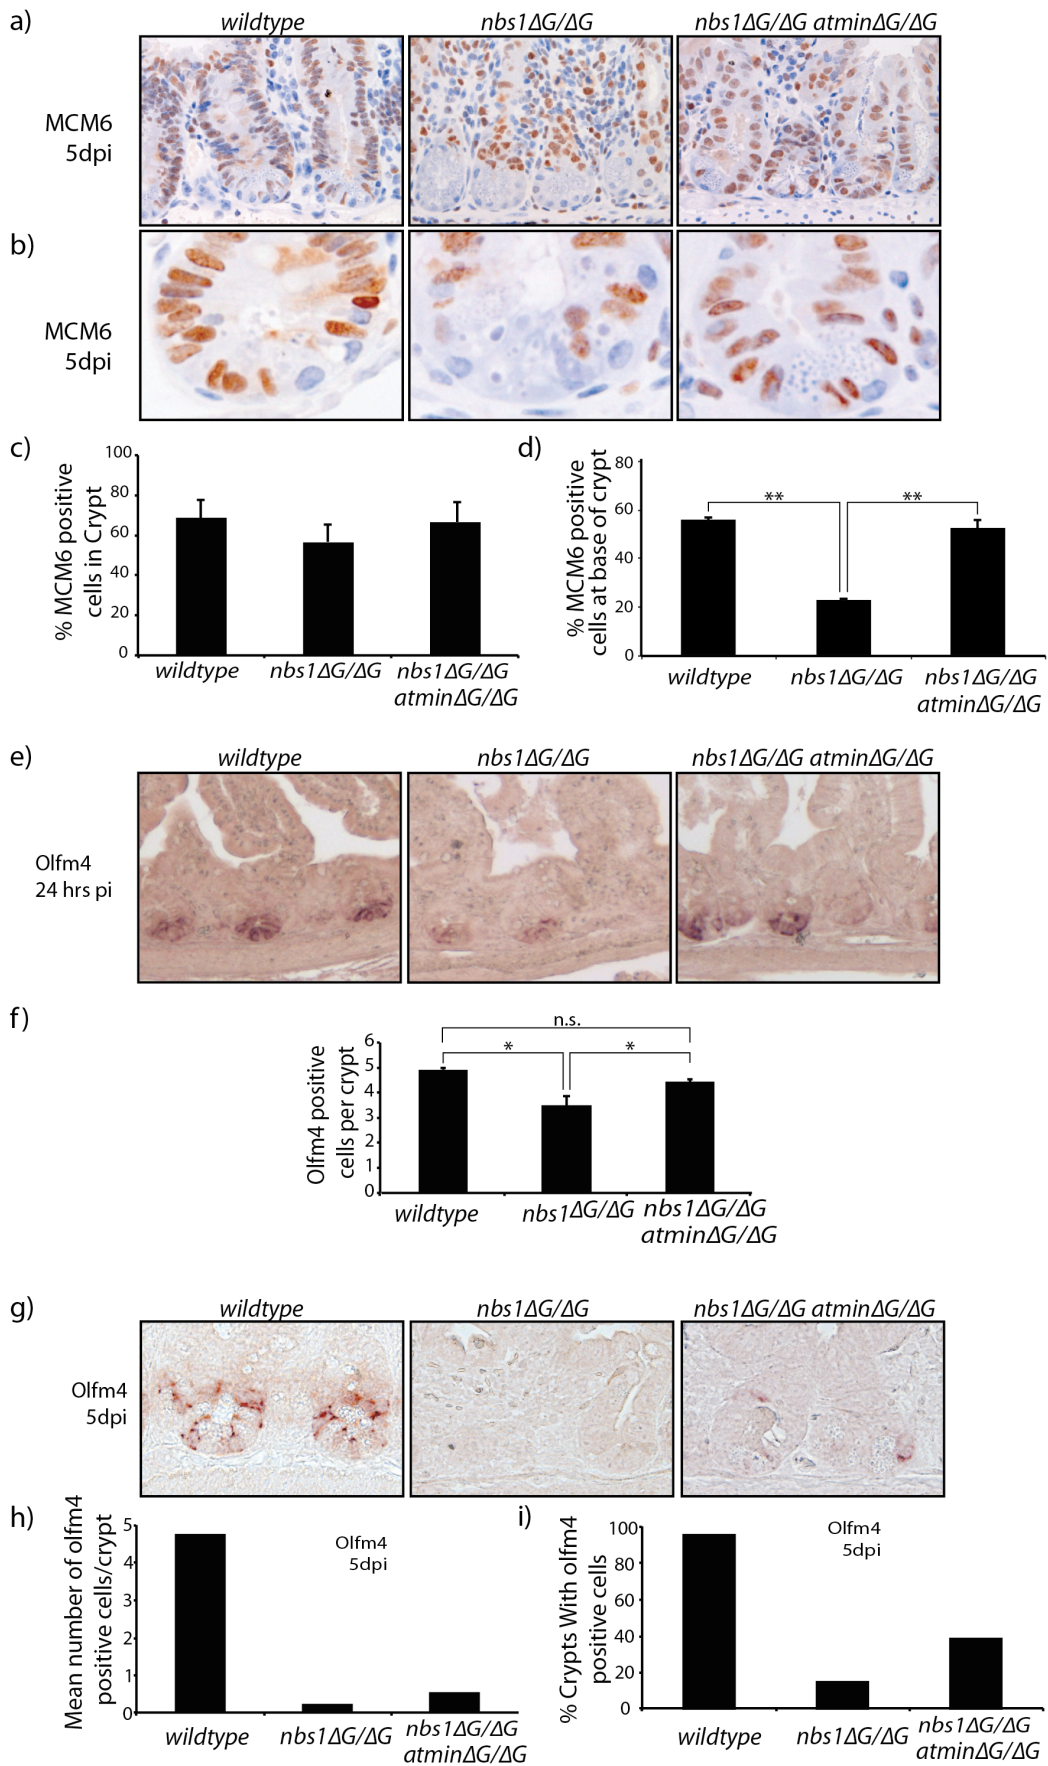 a)
wildtype
nbs1ΔG/ΔG
nbs1ΔG/ΔG atminΔG/ΔG
MCM6
5dpi
b)
MCM6
5dpi
c)
% MCM6 positive
cells in Crypt
100
80
60
40
20
0
wildtype
nbs1ΔG/ΔG
nbs1ΔG/ΔG
atminΔG/ΔG
d)
% MCM6 positive
cells at base of crypt
80
60
40
20
0
**
**
wildtype
nbs1ΔG/ΔG
nbs1ΔG/ΔG
atminΔG/ΔG
e)
wildtype
nbs1ΔG/ΔG
nbs1ΔG/ΔG atminΔG/ΔG
Olfm4
24 hrs pi
f)
Olfm4 positive
cells per crypt
6
5
4
3
2
1
0
n.s.
*
*
wildtype
nbs1ΔG/ΔG
nbs1ΔG/ΔG
atminΔG/ΔG
g)
wildtype
nbs1ΔG/ΔG
nbs1ΔG/ΔG atminΔG/ΔG
Olfm4
5dpi
h)
Mean number of olfm4
positive cells/crypt
5
4
3
2
1
0
Olfm4
5dpi
wildtype
nbs1ΔG/ΔG
nbs1ΔG/ΔG
atminΔG/ΔG
i)
% Crypts With olfm4
positive cells
100
80
60
40
20
0
Olfm4
5dpi
wildtype
nbs1ΔG/ΔG
nbs1ΔG/ΔG
atminΔG/ΔG